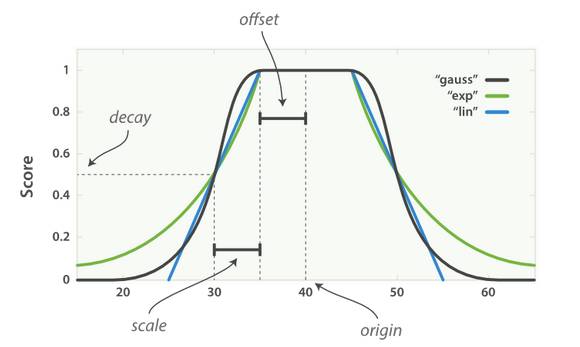 offset
decay
Score
1
0.8
0.6
0.4
0.2
0
"gauss"
"exp"
"lin"
20
30
40
50
60
scale
origin